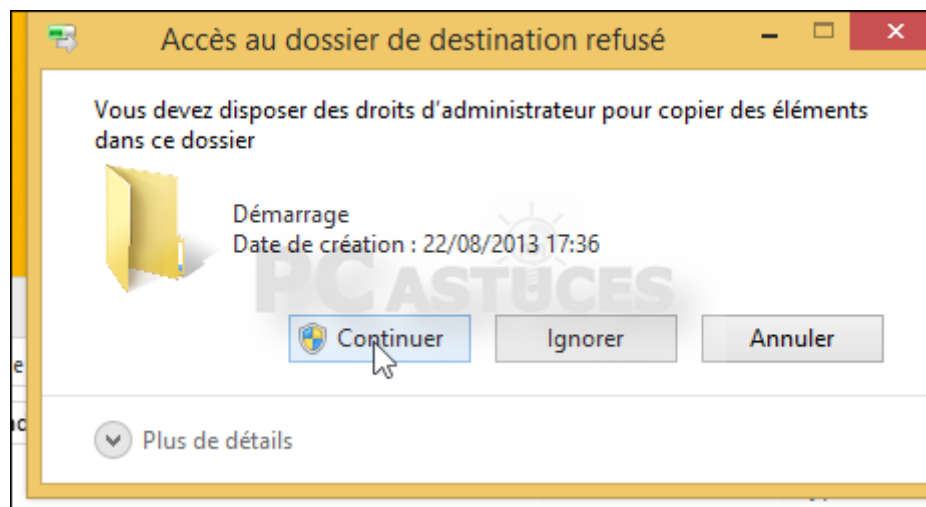 Accès au dossier de destination refusé
Vous devez disposer des droits d'administrateur pour copier des éléments
dans ce dossier
Démarrage
Date de création : 22/08/2013 17:36
PC ASTUCES
Continuer
Ignorer
Annuler
Plus de détails